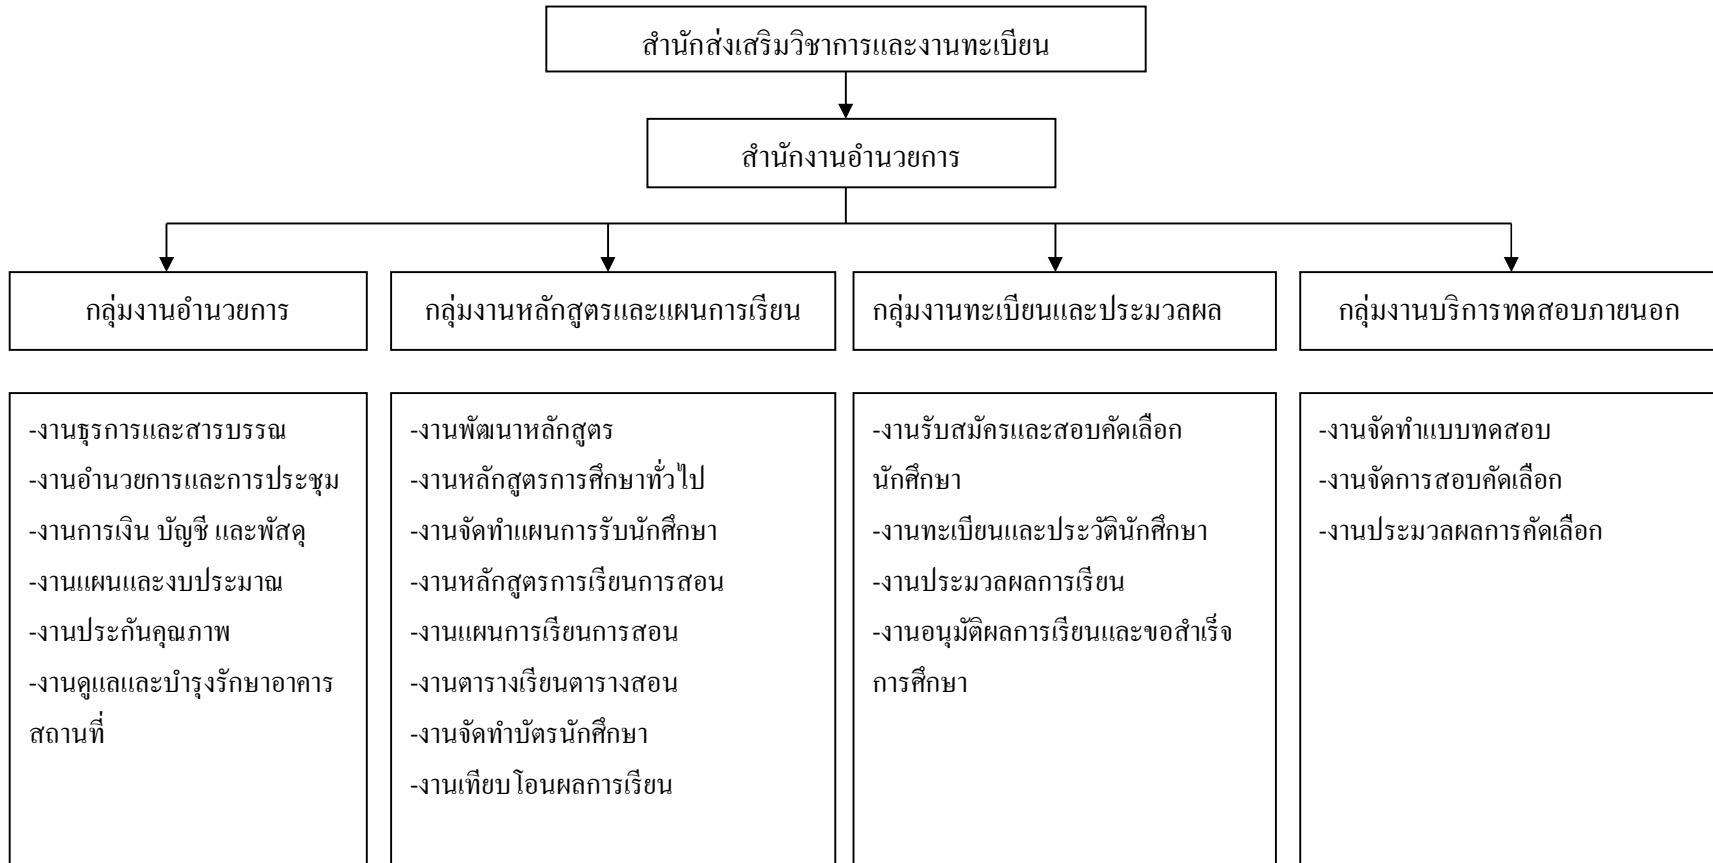 สำนักส่งเสริมวิชาการและงานทะเบียน
สำนักงานอำนวยการ
กลุ่มงานอำนวยการ
กลุ่มงานหลักสูตรและแผนการเรียน
กลุ่มงานทะเบียนและประมวลผล
กลุ่มงานบริการทดสอบภายนอก
-งานธุรการและสารบรรณ
-งานอำนวยการและการประชุม
-งานการเงิน บัญชี และพัสดุ
-งานแผนและงบประมาณ
-งานประกันคุณภาพ
-งานดูแลและบำรุงรักษาอาคาร
สถานที่
-งานพัฒนาหลักสูตร
-งานหลักสูตรการศึกษาทั่วไป
-งานจัดทำแผนการรับนักศึกษา
-งานหลักสูตรการเรียนการสอน
-งานแผนการเรียนการสอน
-งานตารางเรียนตารางสอน
-งานจัดทำบัตรนักศึกษา
-งานเทียบโอนผลการเรียน
-งานรับสมัครและสอบคัดเลือก
นักศึกษา
-งานทะเบียนและประวัตินักศึกษา
-งานประมวลผลการเรียน
-งานอนุมัติผลการเรียนและขอสำเร็จ
การศึกษา
-งานจัดทำแบบทดสอบ
-งานจัดการสอบคัดเลือก
-งานประมวลผลการคัดเลือก